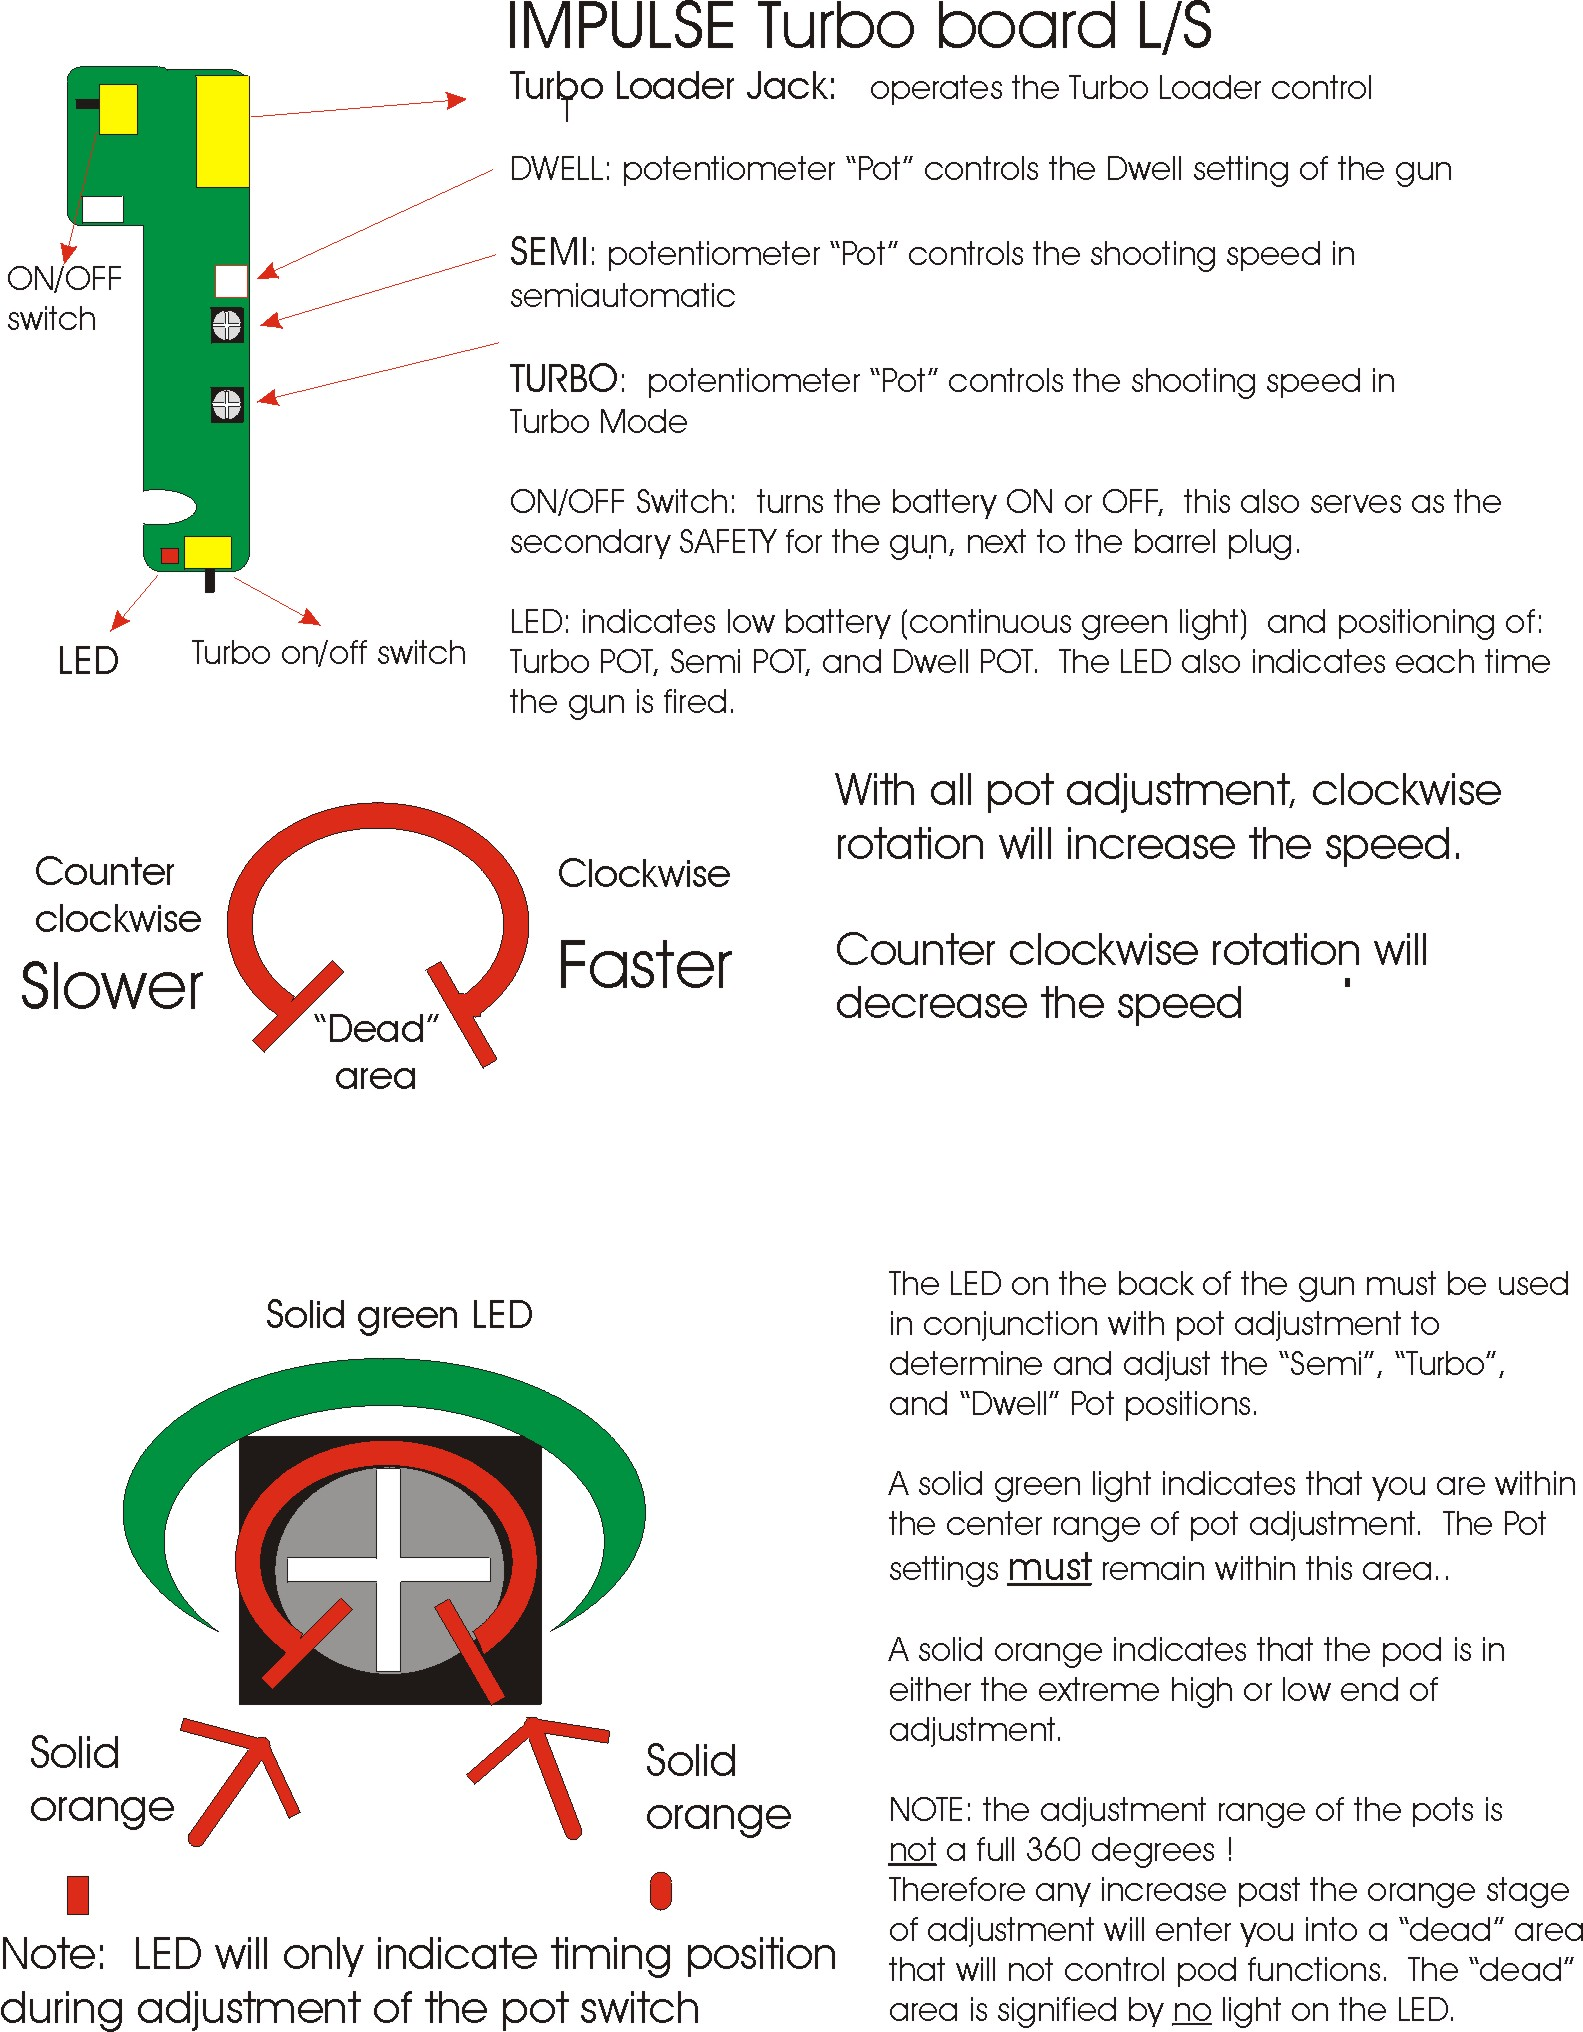 IMPULSE Turbo board L/S
Turbo Loader Jack: operates the Turbo Loader control
T
DWELL: potentiometer “Pot” controls the Dwell setting of the gun
SEMI: potentiometer “Pot” controls the shooting speed in
semiautomatic
ON/OFF
switch
TURBO: potentiometer “Pot” controls the shooting speed in
Turbo Mode
ON/OFF Switch: turns the battery ON or OFF, this also serves as the
secondary SAFETY for the gun, next to the barrel plug.
LED: indicates low battery (continuous green light) and positioning of:
Turbo POT, Semi POT, and Dwell POT. The LED also indicates each time
the gun is fired.
LED
Turbo on/off switch
With all pot adjustment, clockwise
rotation will increase the speed.
Counter clockwise rotation will
decrease the speed
Counter
clockwise
Slower
Clockwise
Faster
“Dead”
area
Solid green LED
Solid
orange
Solid
orange
The LED on the back of the gun must be used
in conjunction with pot adjustment to
determine and adjust the “Semi”, “Turbo”,
and “Dwell” Pot positions.
A solid green light indicates that you are within
the center range of pot adjustment. The Pot
settings must remain within this area..
A solid orange indicates that the pod is in
either the extreme high or low end of
adjustment.
NOTE: the adjustment range of the pots is
not a full 360 degrees !
Therefore any increase past the orange stage
of adjustment will enter you into a “dead” area
that will not control pod functions. The “dead”
area is signified by no light on the LED.
Note: LED will only indicate timing position
during adjustment of the pot switch